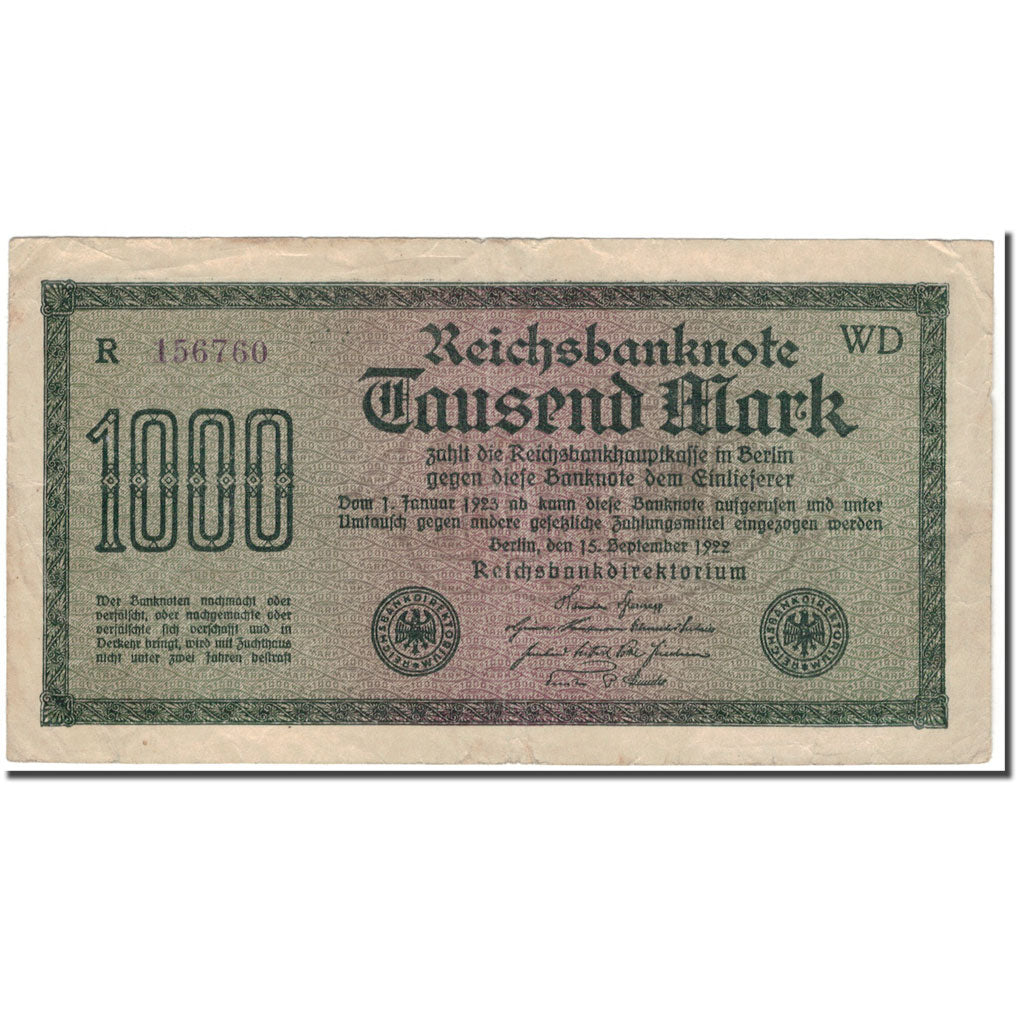 R 156760
WD
Reichsbanknote
Tausend Mark
1000
zahlt die Reichsbankhauptkasse in Berlin
gegen diese Banknote dem Einlieferer
Vom 1. Januar 1923 ab kann diese Banknote aufgerufen und unter
Umtausch gegen andere gesetzliche Zahlungsmittel eingezogen werden
Berlin, den 15. September 1922
Reichsbankdirektorium
Wer Banknoten nachmacht oder
verfälscht, oder nachgemachte oder
verfälschte sich verschafft und in
Verkehr bringt, wird mit Zuchthaus
nicht unter zwei Jahren bestraft
REICHSBANKDIREKTORIUM
REICHSBANKDIREKTORIUM